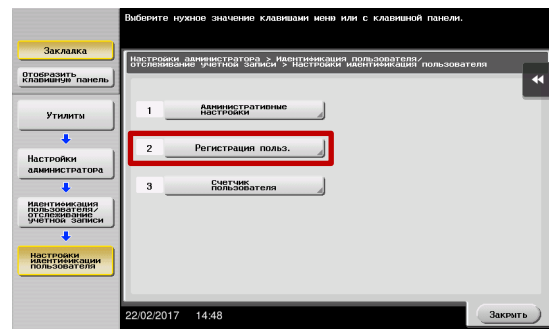 Выберите нужное значение клавишами меню или с клавишной панели.
Закладка
Отобразить
клавишную панель
Утилиты
Настройки
администратора
Идентификация
пользователя/
отслеживание
учетной записи
Настройки
идентификации
пользователя
Настройки администратора > Идентификация пользователя/
отслеживание учетной записи > Настройки идентификация пользователя
1 Административные
настройки
2 Регистрация польз.
3 Счетчик
пользователя
22/02/2017 14:48
Закрыть